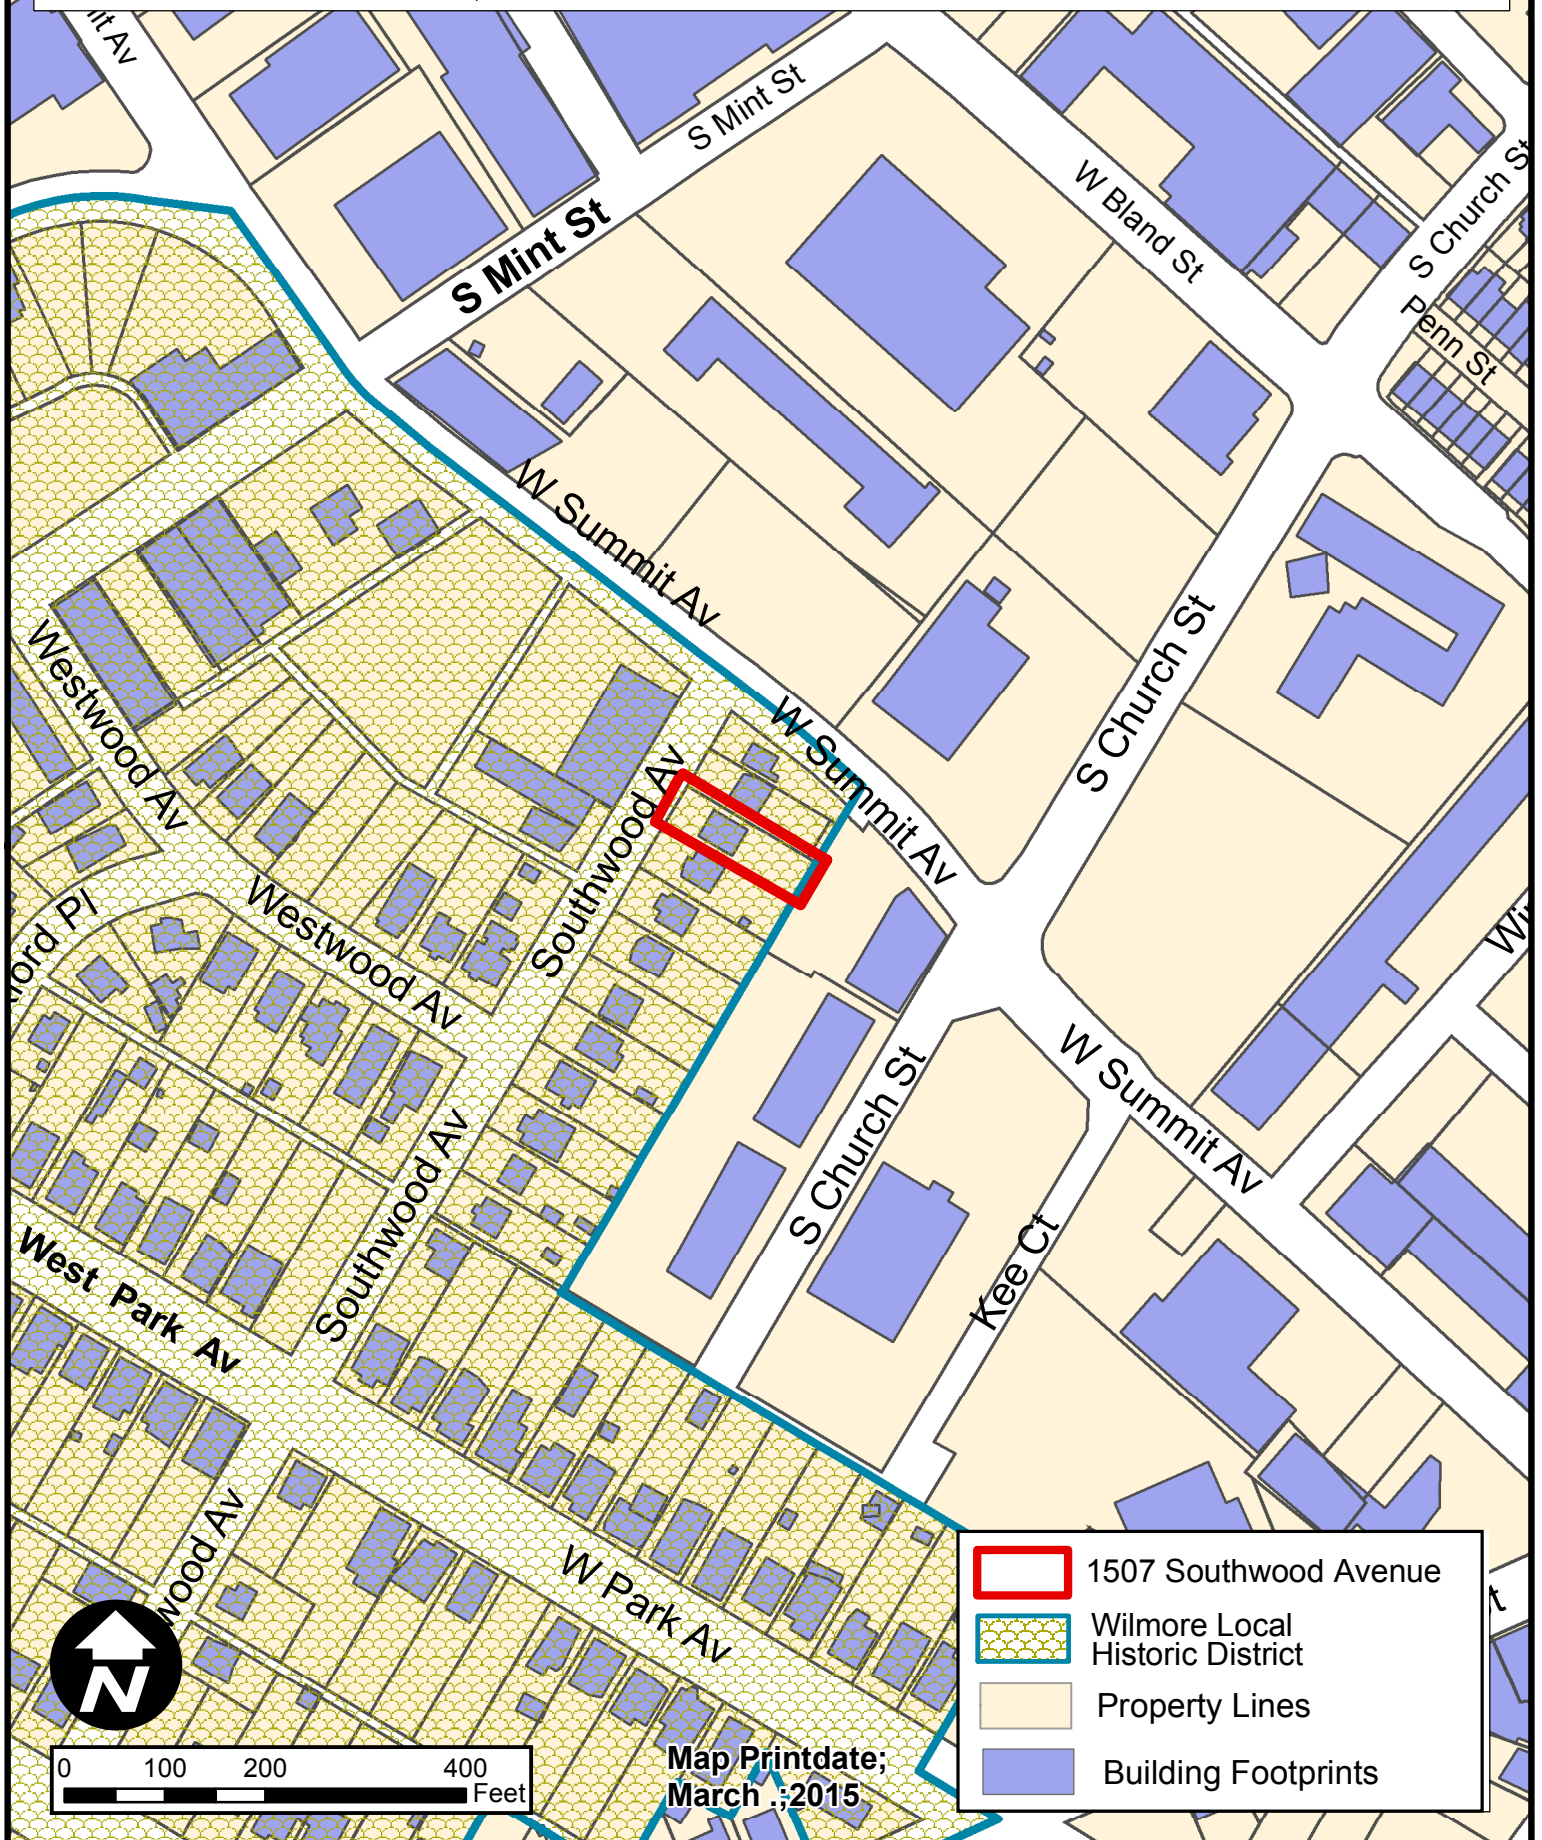 S Mint St
W Bland St
S Church St
S Mint St
Penn St
W Summit Av
S Church St
Westwood Av
W Summit Av
Southwood Av
Westwood Av
W Summit Av
S Church St
Southwood Av
Kee Ct
West Park Av
W Park Av
wood Av
N
0 100 200 400
Feet
Map Printdate;
March .;2015
1507 Southwood Avenue
Wilmore Local
Historic District
Property Lines
Building Footprints